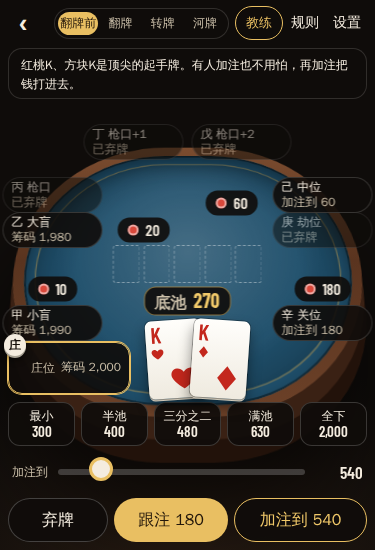 ‹ 翻牌前 翻牌 转牌 河牌 教练 规则 设置
红桃K、方块K是顶尖的起手牌。有人加注也不用怕，再加注把
钱打进去。
丁 枪口+1
已弃牌
戊 枪口+2
已弃牌
丙 枪口
已弃牌
己 中位
加注到 60
乙 大盲
筹码 1,980
庚 劫位
已弃牌
60
20
10
180
底池 270
甲 小盲
筹码 1,990
辛 关位
加注到 180
庄
庄位 筹码 2,000
K
K
最小
300
半池
400
三分之二
480
满池
630
全下
2,000
加注到 540
弃牌
跟注 180
加注到 540